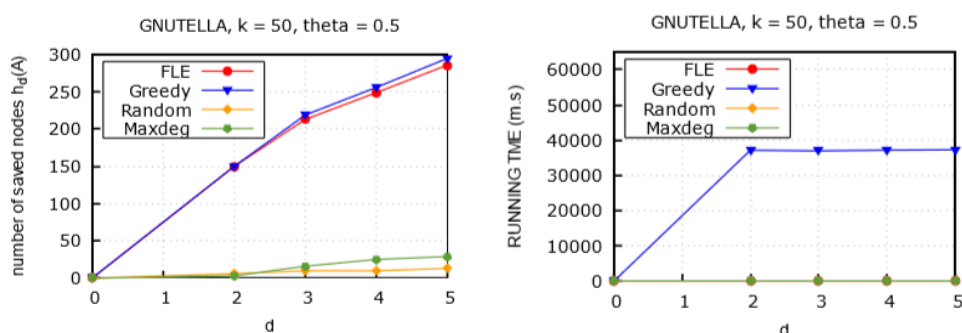 GNUTELLA, k = 50, theta = 0.5
number of saved nodes h_d(A)
300
250
200
150
100
50
0
FLE
Greedy
Random
Maxdeg
0 1 2 3 4 5
d
GNUTELLA, k = 50, theta = 0.5
RUNNING TME (m.s)
60000
50000
40000
30000
20000
10000
0
FLE
Greedy
Random
Maxdeg
0 1 2 3 4 5
d